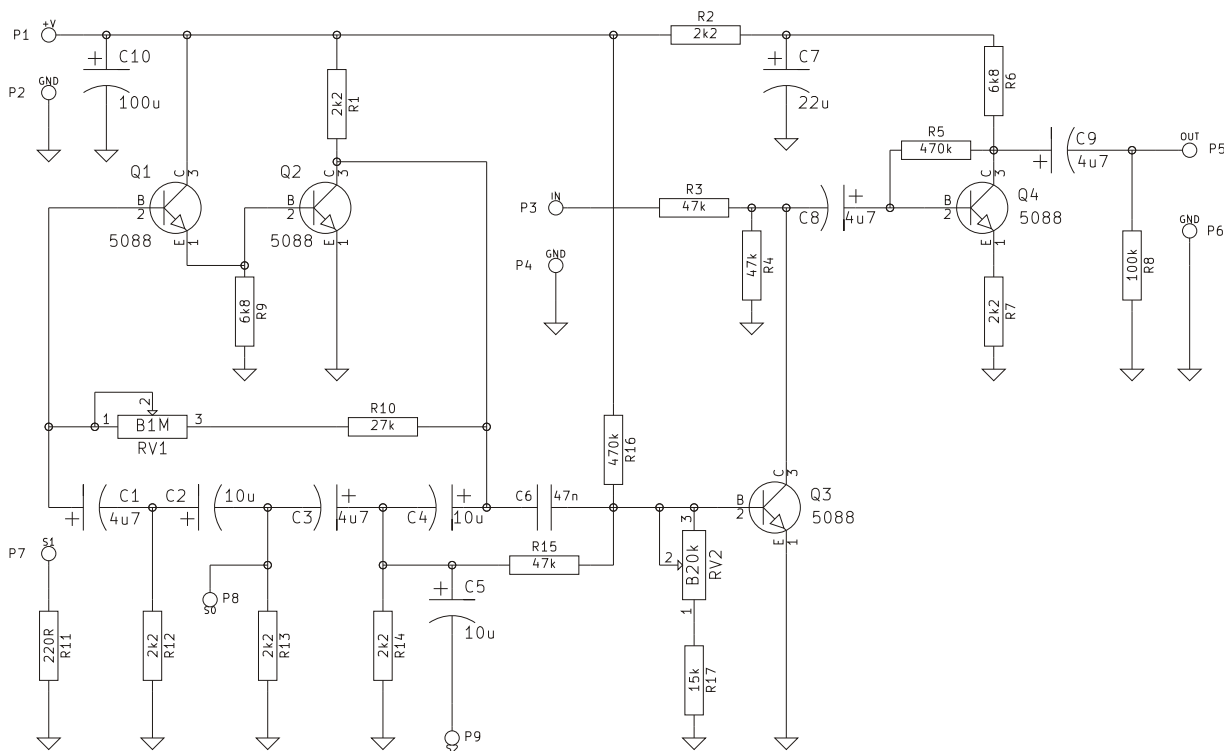 P1 +V
C10
100u
P2 GND
R1
2k2
R2
2k2
C7
22u
R6
6k8
R5
470k
C9
4u7
OUT P5
Q1
C 3
B 2
E 1
5088
Q2
C 3
B 2
E 1
5088
R9
6k8
P3 IN
R3
47k
P4 GND
R4
47k
C8
4u7
Q4
C 3
B 2
E 1
5088
R7
2k2
R8
100k
GND P6
1 2 3
B1M
RV1
R10
27k
R16
470k
C1
4u7
C2
10u
C3
4u7
C4
10u
C6
47n
Q3
C 3
B 2
E 1
5088
P7 S1
R11
220R
R12
2k2
S0 P8
R13
2k2
R14
2k2
C5
10u
R15
47k
3 2 1
B20k
RV2
R17
15k
P9